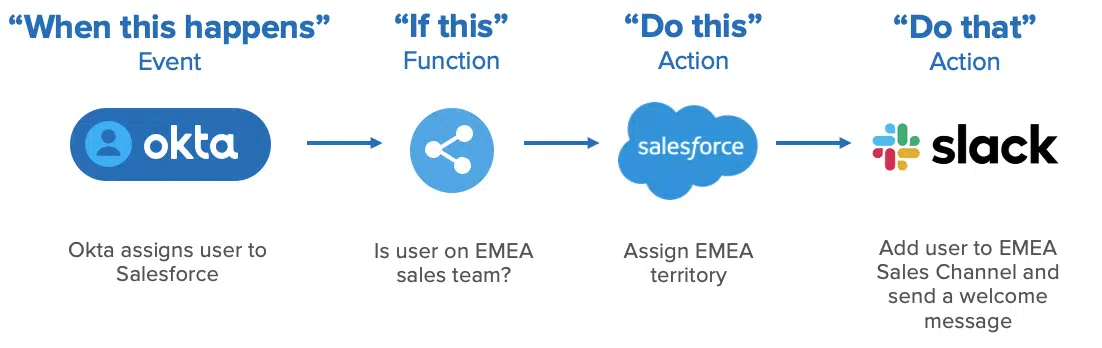 “When this happens”
Event
“If this”
Function
“Do this”
Action
“Do that”
Action
okta
salesforce
slack
Okta assigns user to
Salesforce
Is user on EMEA
sales team?
Assign EMEA
territory
Add user to EMEA
Sales Channel and
send a welcome
message